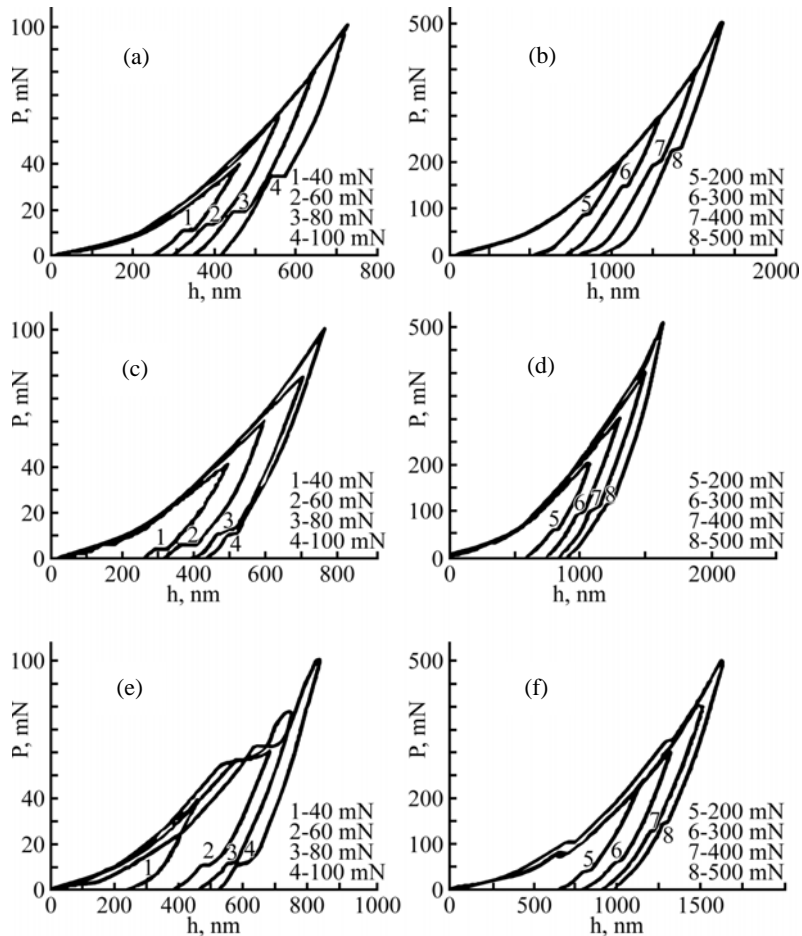 (a)
P, mN
100
40
20
0
1
2
3
4
1-40 mN
2-60 mN
3-80 mN
4-100 mN
200 400 600 800
h, nm
(b)
P, mN
500
200
100
0
5
6
7
8
5-200 mN
6-300 mN
7-400 mN
8-500 mN
1000 2000
h, nm
(c)
P, mN
100
40
20
0
1
2
3
4
1-40 mN
2-60 mN
3-80 mN
4-100 mN
0 200 400 600 800
h, nm
(d)
P, mN
500
200
100
0
5
6
7
8
5-200 mN
6-300 mN
7-400 mN
8-500 mN
0 1000 2000
h, nm
(e)
P, mN
100
40
20
0
1
2
3
4
1-40 mN
2-60 mN
3-80 mN
4-100 mN
0 200 400 600 800 1000
h, nm
(f)
P, mN
500
200
100
0
5
6
7
8
5-200 mN
6-300 mN
7-400 mN
8-500 mN
0 500 1000 1500
h, nm